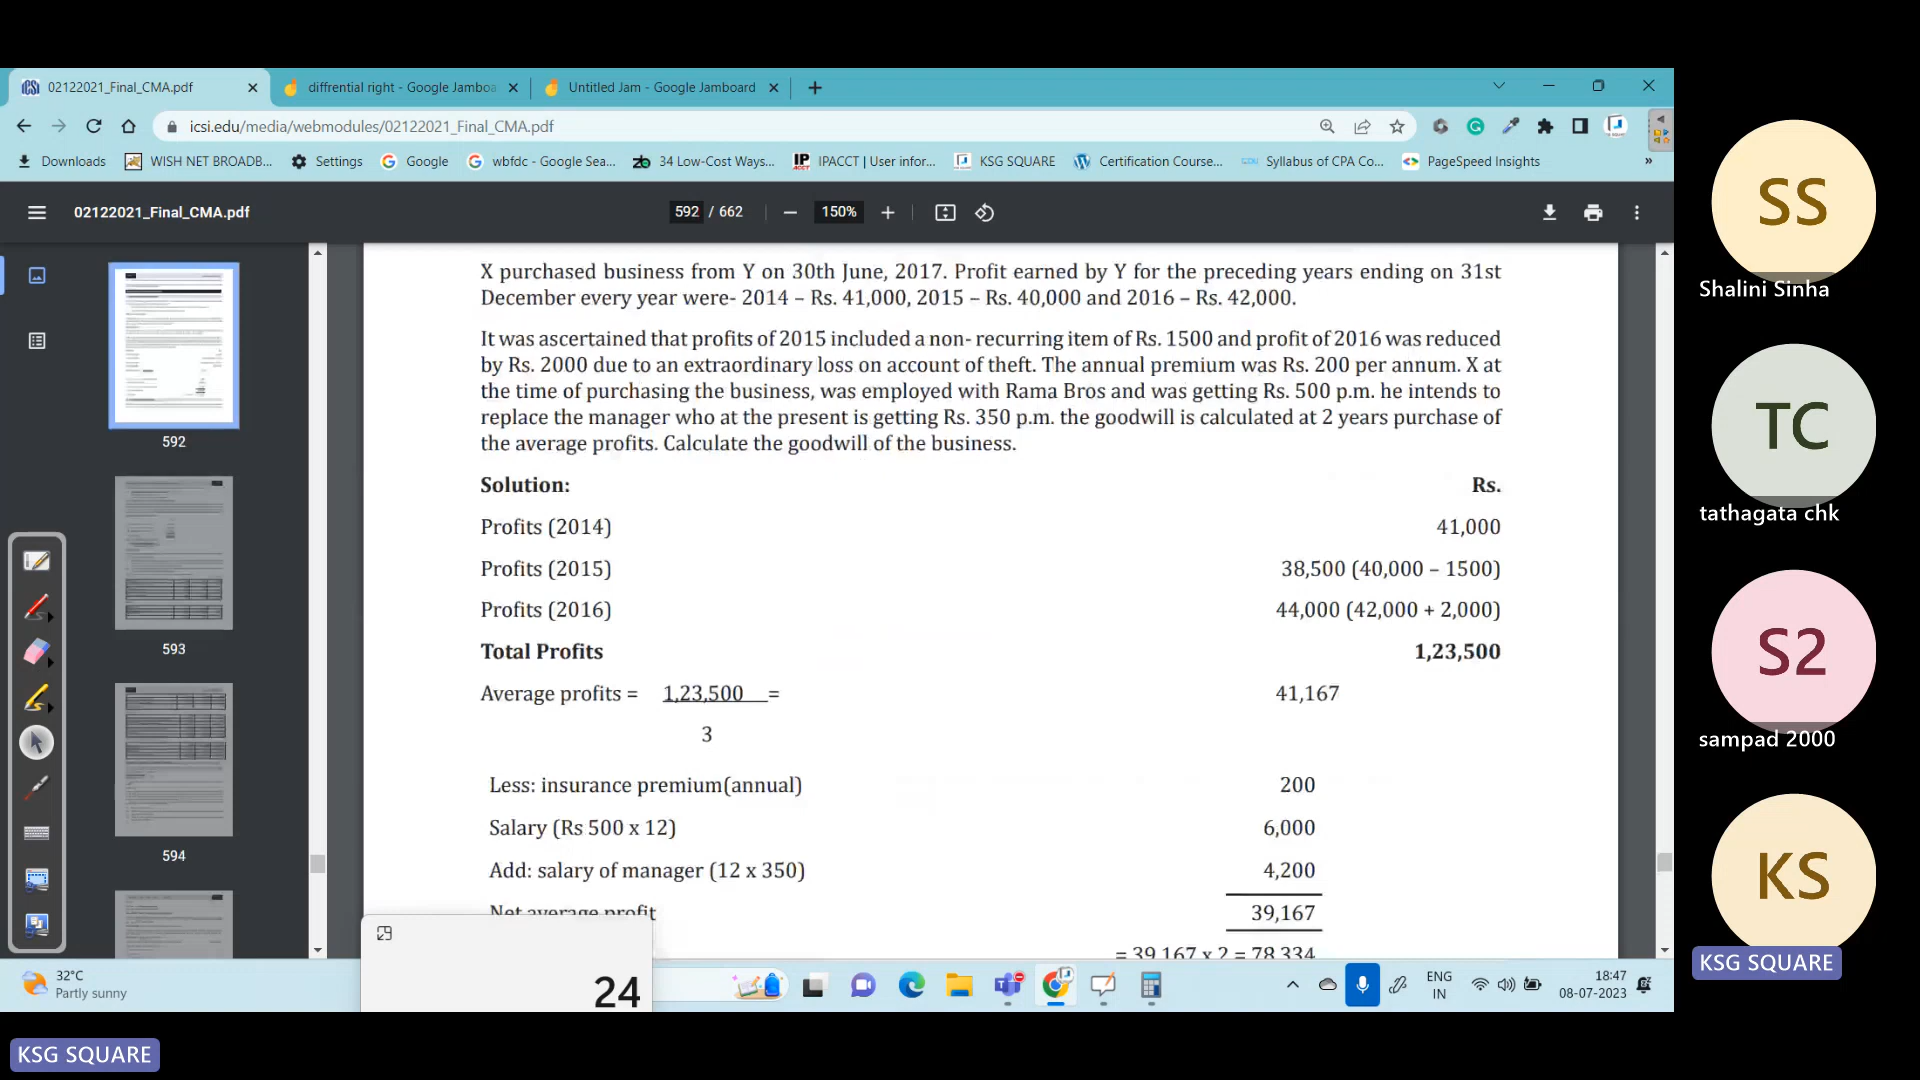 02122021_Final_CMA.pdf
diffrential right - Google Jamboa
Untitled Jam - Google Jamboard
icsi.edu/media/webmodules/02122021_Final_CMA.pdf
Downloads
WISH NET BROADB...
Settings
Google
wbfdc - Google Sea...
34 Low-Cost Ways...
IPACCT | User infor...
KSG SQUARE
Certification Course...
Syllabus of CPA Co...
PageSpeed Insights
»
02122021_Final_CMA.pdf
592 / 662
150%
X purchased business from Y on 30th June, 2017. Profit earned by Y for the preceding years ending on 31st
December every year were- 2014 – Rs. 41,000, 2015 – Rs. 40,000 and 2016 – Rs. 42,000.
It was ascertained that profits of 2015 included a non- recurring item of Rs. 1500 and profit of 2016 was reduced
by Rs. 2000 due to an extraordinary loss on account of theft. The annual premium was Rs. 200 per annum. X at
the time of purchasing the business, was employed with Rama Bros and was getting Rs. 500 p.m. he intends to
replace the manager who at the present is getting Rs. 350 p.m. the goodwill is calculated at 2 years purchase of
the average profits. Calculate the goodwill of the business.
Solution: Rs.
Profits (2014) 41,000
Profits (2015) 38,500 (40,000 – 1500)
Profits (2016) 44,000 (42,000 + 2,000)
Total Profits 1,23,500
Average profits = 1,23,500 = 41,167
3
Less: insurance premium(annual) 200
Salary (Rs 500 x 12) 6,000
Add: salary of manager (12 x 350) 4,200
Net average profit 39,167
= 39,167 x 2 = 78,334
592
593
594
24
32°C
Partly sunny
ENG
IN
18:47
08-07-2023
SS
Shalini Sinha
TC
tathagata chk
S2
sampad 2000
KS
KSG SQUARE
KSG SQUARE